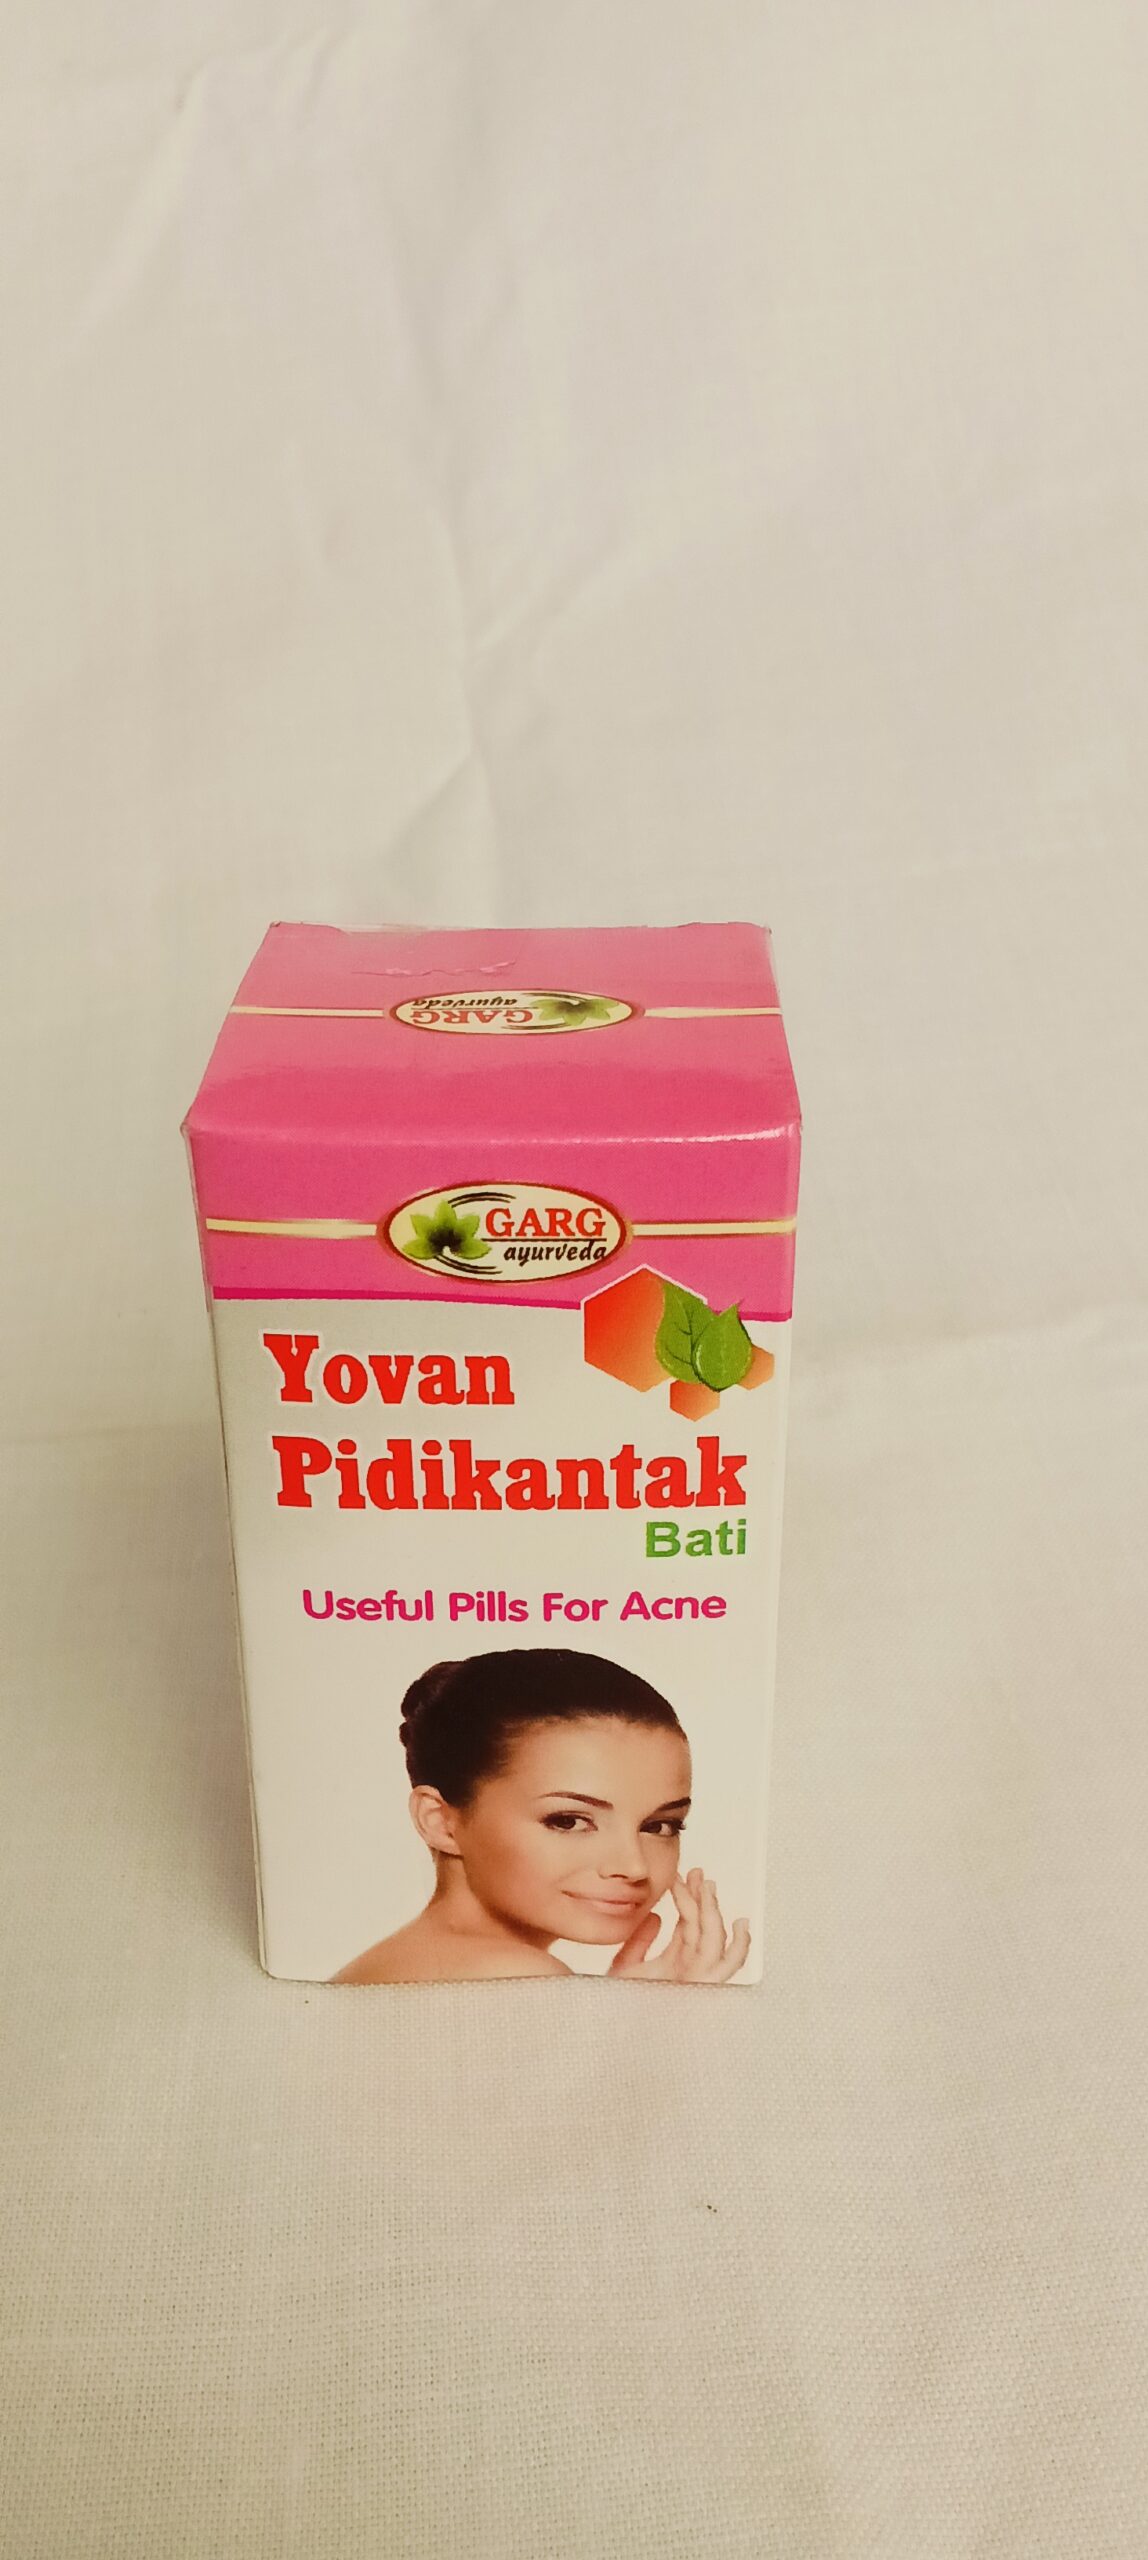 GARG
ayurveda
GARG
ayurveda
Yovan
Pidikantak
Bati
Useful Pills For Acne